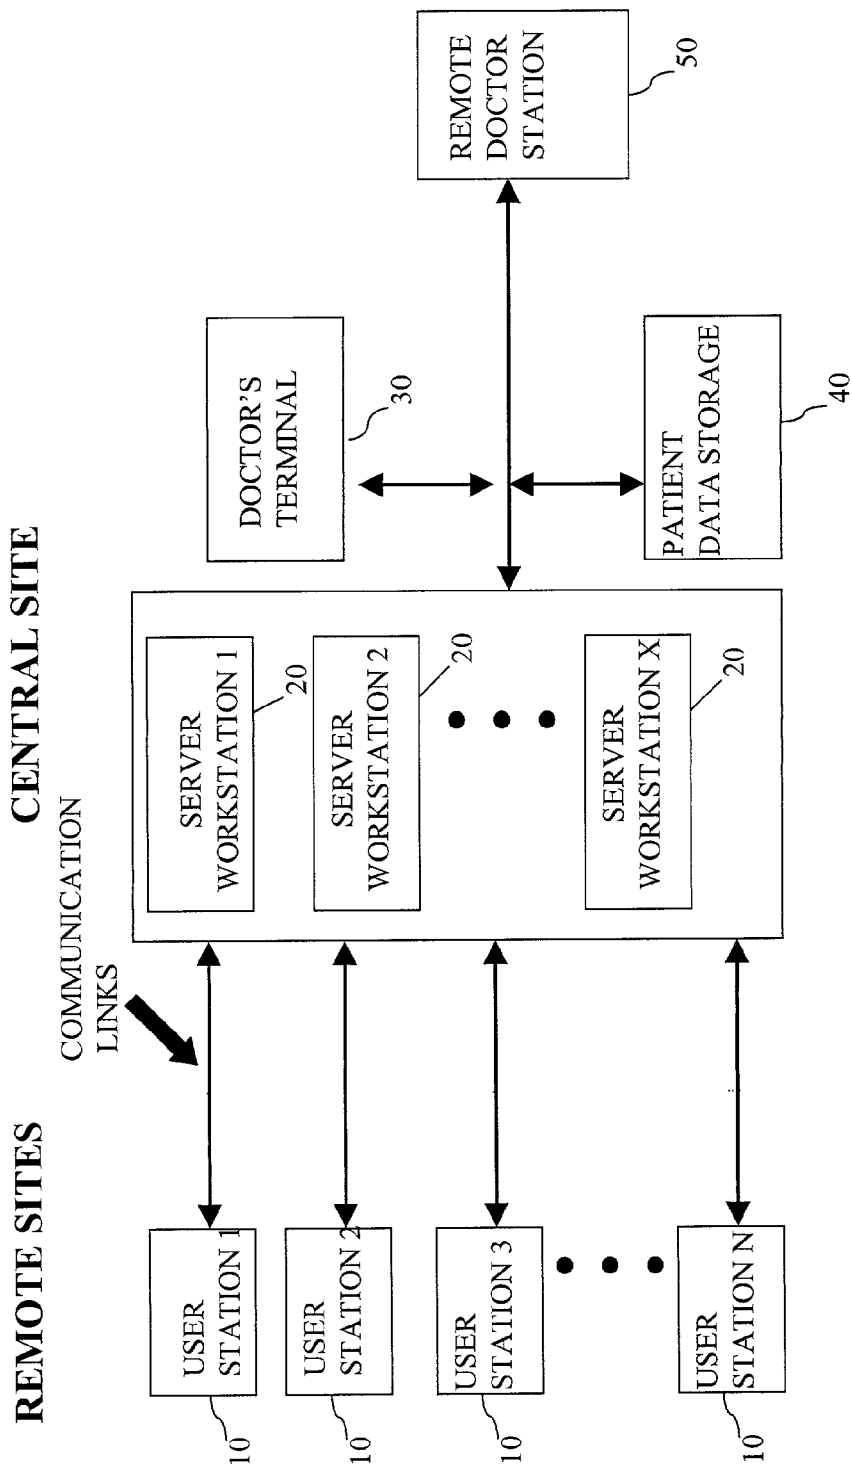 REMOTE SITES
CENTRAL SITE
COMMUNICATION
LINKS
USER
STATION 1
10
USER
STATION 2
10
USER
STATION 3
10
USER
STATION N
10
SERVER
WORKSTATION 1
20
SERVER
WORKSTATION 2
20
SERVER
WORKSTATION X
20
DOCTOR'S
TERMINAL
30
PATIENT
DATA STORAGE
40
REMOTE
DOCTOR
STATION
50